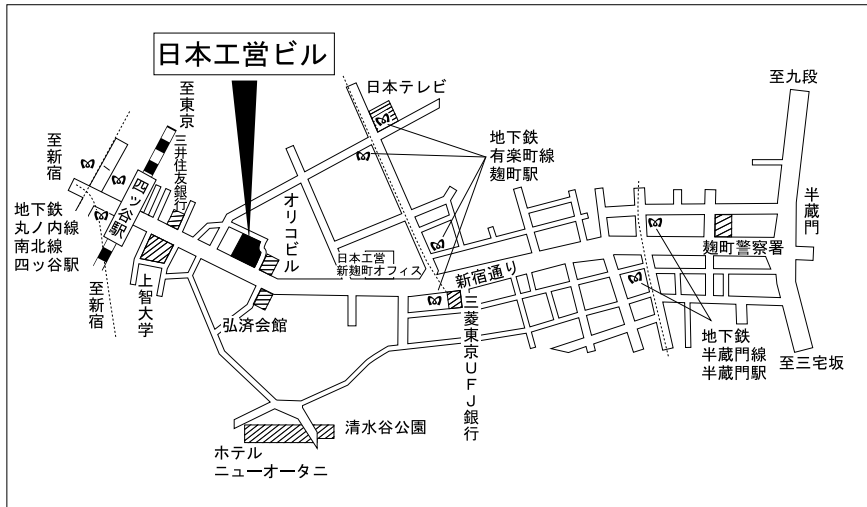 日本工営ビル
至九段
日本テレビ
至東京
三井住友銀行
至新宿
地下鉄
有楽町線
麹町駅
四ッ谷駅
オリコビル
半蔵門
地下鉄
丸ノ内線
南北線
四ッ谷駅
麹町警察署
日本工営
新麹町オフィス
新宿通り
上智大学
至新宿
弘済会館
三菱東京UFJ銀行
地下鉄
半蔵門線
半蔵門駅
至三宅坂
清水谷公園
ホテル
ニューオータニ